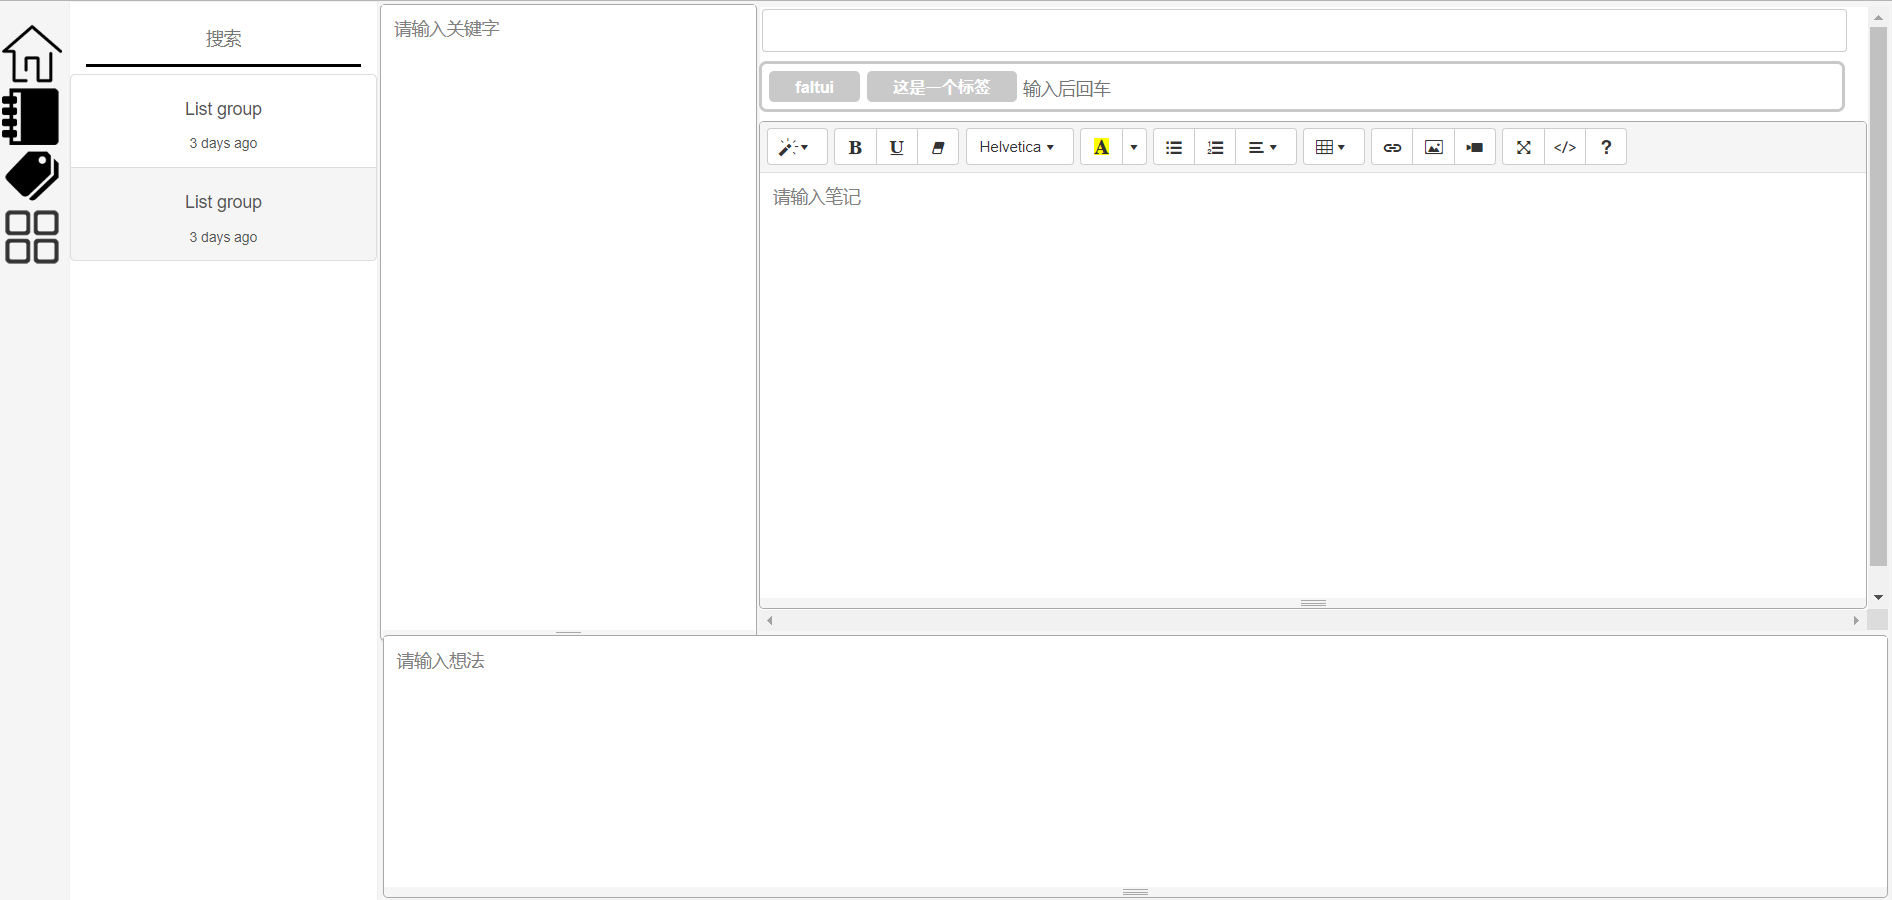 搜索
List group
3 days ago
List group
3 days ago
请输入关键字
faltui 这是一个标签 输入后回车
B U Helvetica A </> ?
请输入笔记
请输入想法